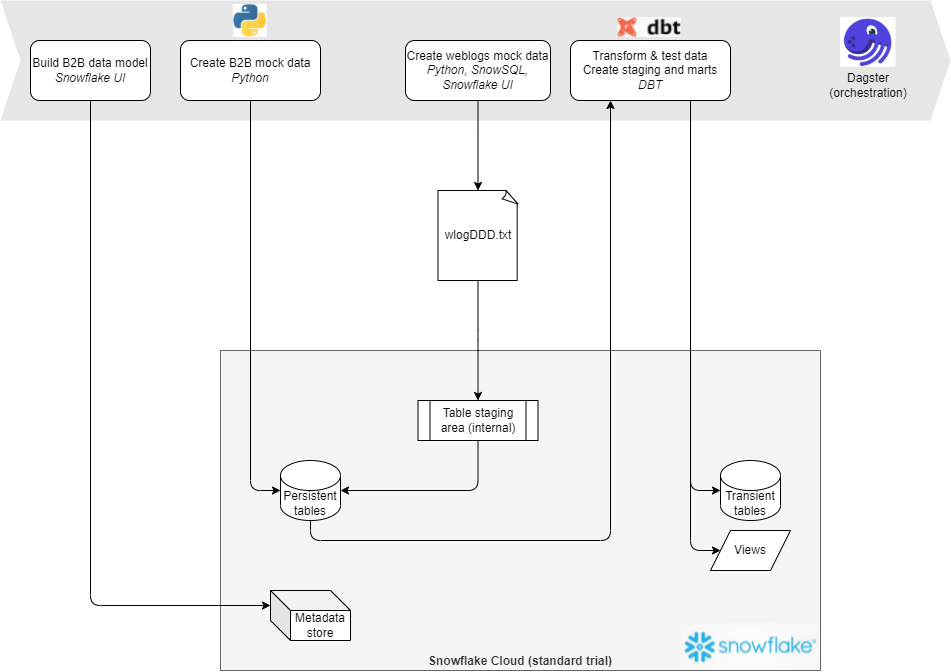 dbt
Build B2B data model
Snowflake UI
Create B2B mock data
Python
Create weblogs mock data
Python, SnowSQL,
Snowflake UI
Transform & test data
Create staging and marts
DBT
Dagster
(orchestration)
wlogDDD.txt
Table staging
area (internal)
Persistent
tables
Transient
tables
Views
Metadata
store
snowflake®
Snowflake Cloud (standard trial)